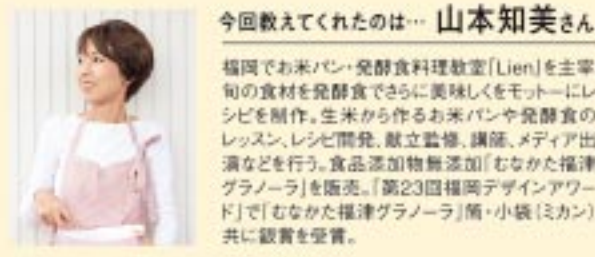 今回教えてくれたのは… 山本知美さん
福岡でお米パン・発酵食料理教室「Lien」を主宰
旬の食材を発酵食でさらに美味しくをモットーにレ
シピを制作。生米から作るお米パンや発酵食の
レッスン、レシピ開発、献立監修、講師、メディア出
演などを行う。食品添加物無添加「むなかた福津
グラノーラ」を販売。「第23回福岡デザインアワー
ド」で「むなかた福津グラノーラ」筒・小袋(ミカン)
共に銀賞を受賞。